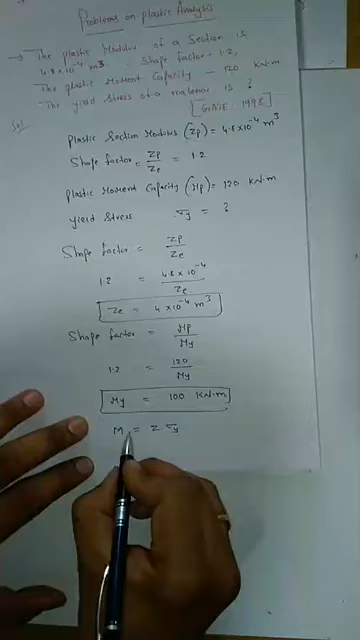 Problems on plastic Analysis
→ The plastic Modulus of a Section is
4.8×10⁻⁴ m³. Shape factor - 1.2,
The plastic Moment Capacity - 120 KN·m
The yield stress of a material is ?
[GATE - 1996]
Sol
plastic Section Modulus (Zp) = 4.8×10⁻⁴ m³
Shape factor = Zp/Ze = 1.2
plastic Moment Capacity (Mp) = 120 KN·m
yield Stress σy = ?
Shape factor = Zp/Ze
1.2 = 4.8×10⁻⁴/Ze
Ze = 4×10⁻⁴ m³
Shape factor = Mp/My
1.2 = 120/My
My = 100 KN·m
M = Z σy